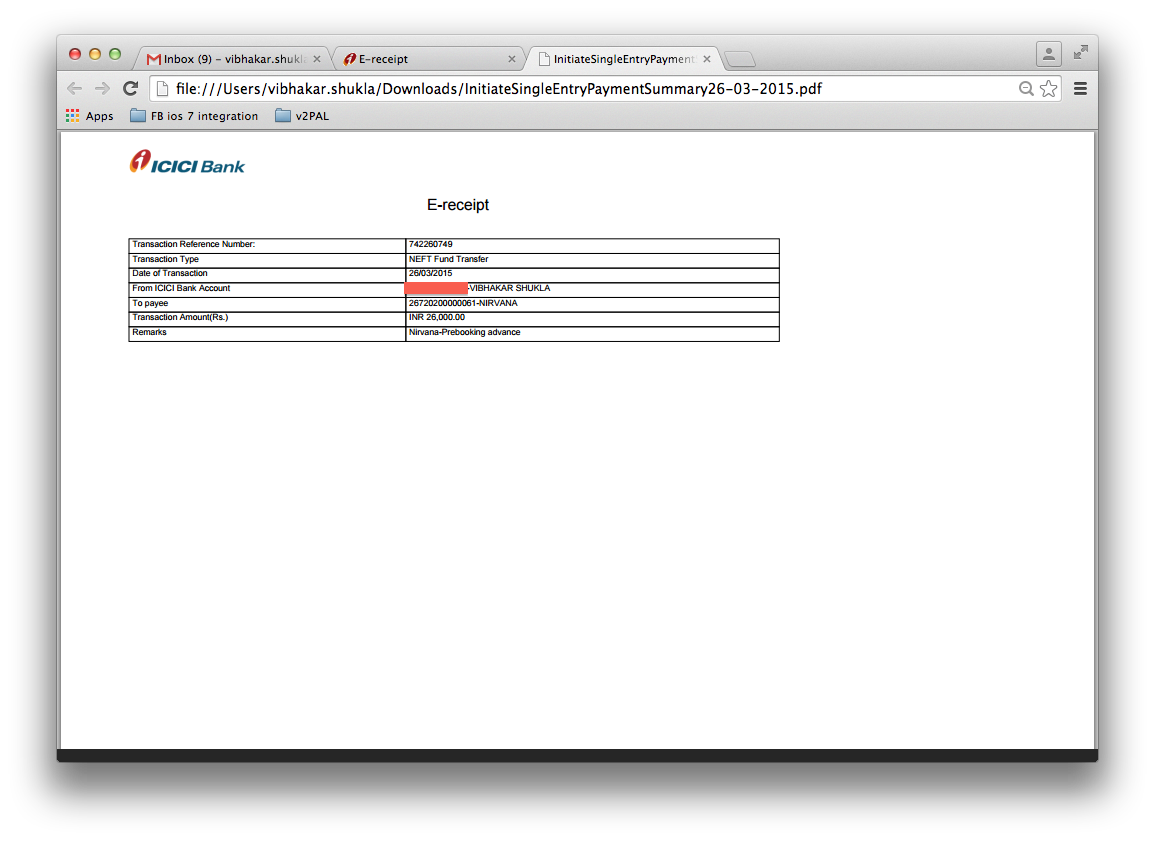 Inbox (9) – vibhakar.shukl
E-receipt
InitiateSingleEntryPayment
file:///Users/vibhakar.shukla/Downloads/InitiateSingleEntryPaymentSummary26-03-2015.pdf
Apps
FB ios 7 integration
v2PAL
ICICI Bank
E-receipt
Transaction Reference Number: 742260749
Transaction Type NEFT Fund Transfer
Date of Transaction 26/03/2015
From ICICI Bank Account -VIBHAKAR SHUKLA
To payee 26720200000061-NIRVANA
Transaction Amount(Rs.) INR 26,000.00
Remarks Nirvana-Prebooking advance